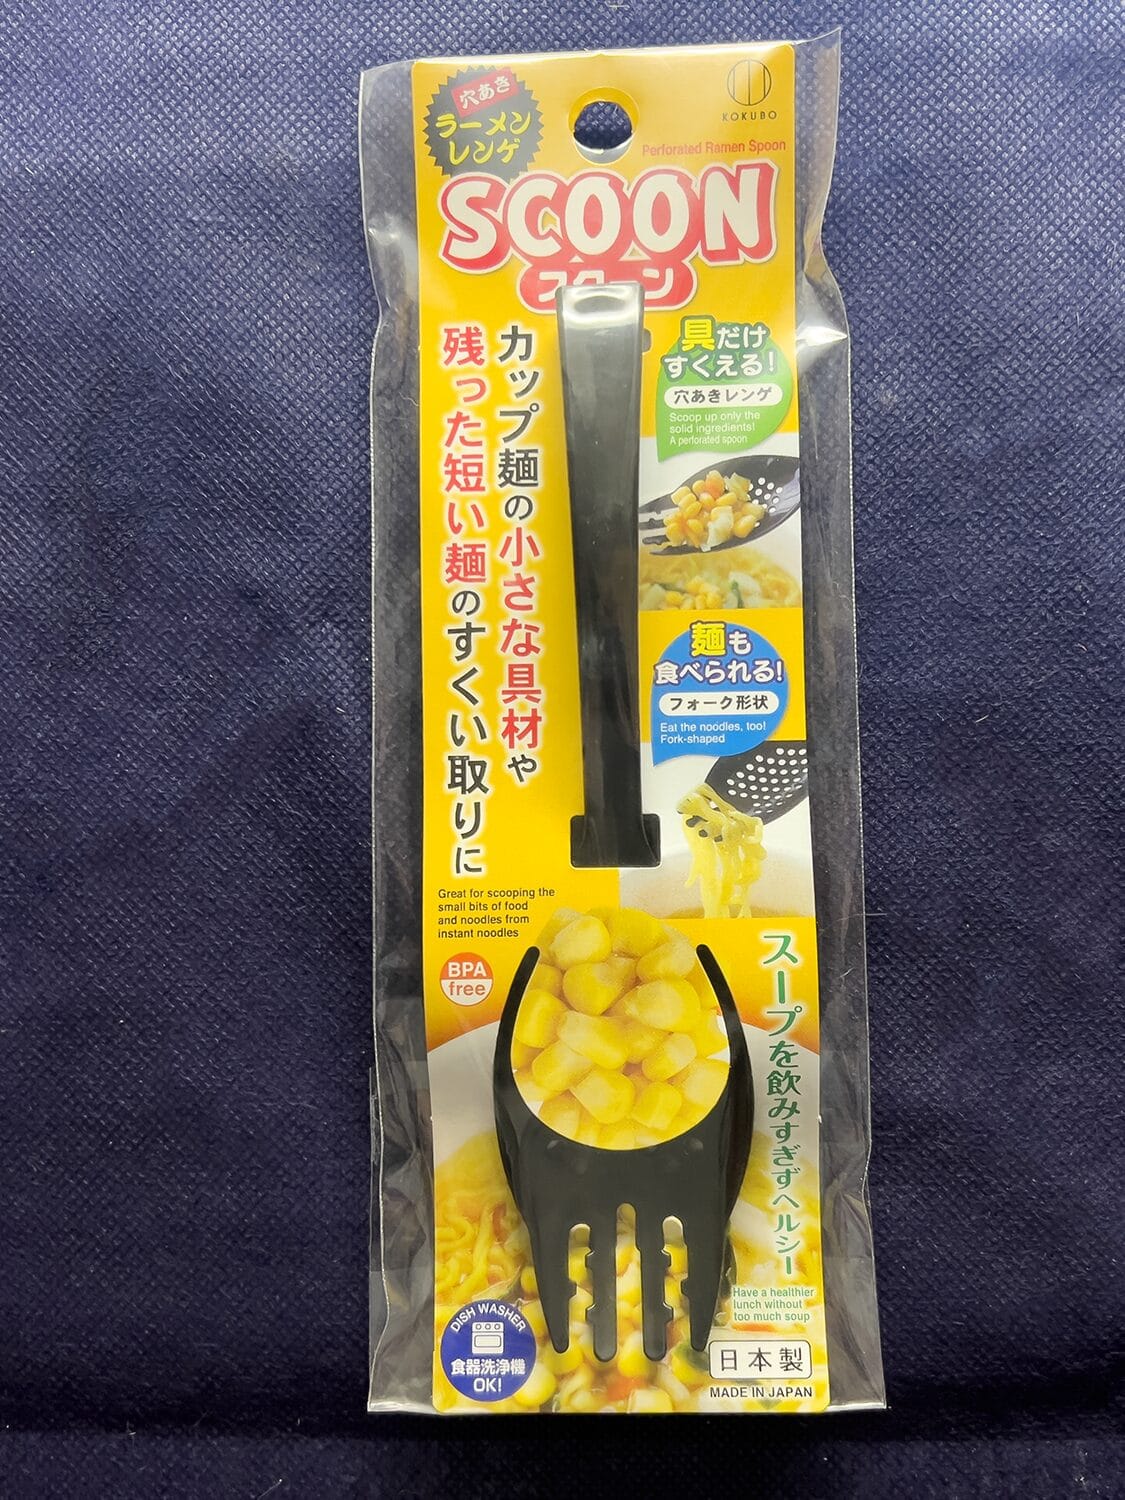 穴あき
ラーメン
レンゲ
KOKUBO
Perforated Ramen Spoon
SCOON
具だけ
すくえる!
穴あきレンゲ
Scoop up only the
solid ingredients!
A perforated spoon
カップ麺の小さな具材や
残った短い麺のすくい取りに
麺も
食べられる!
フォーク形状
Eat the noodles, too!
Fork-shaped
Great for scooping the
small bits of food
and noodles from
instant noodles
BPA
free
スープを飲みすぎずヘルシー
Have a healthier
lunch without
too much soup
DISH WASHER
食器洗浄機
OK!
日本製
MADE IN JAPAN